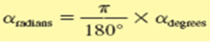 α_radians = π/180° × α_degrees